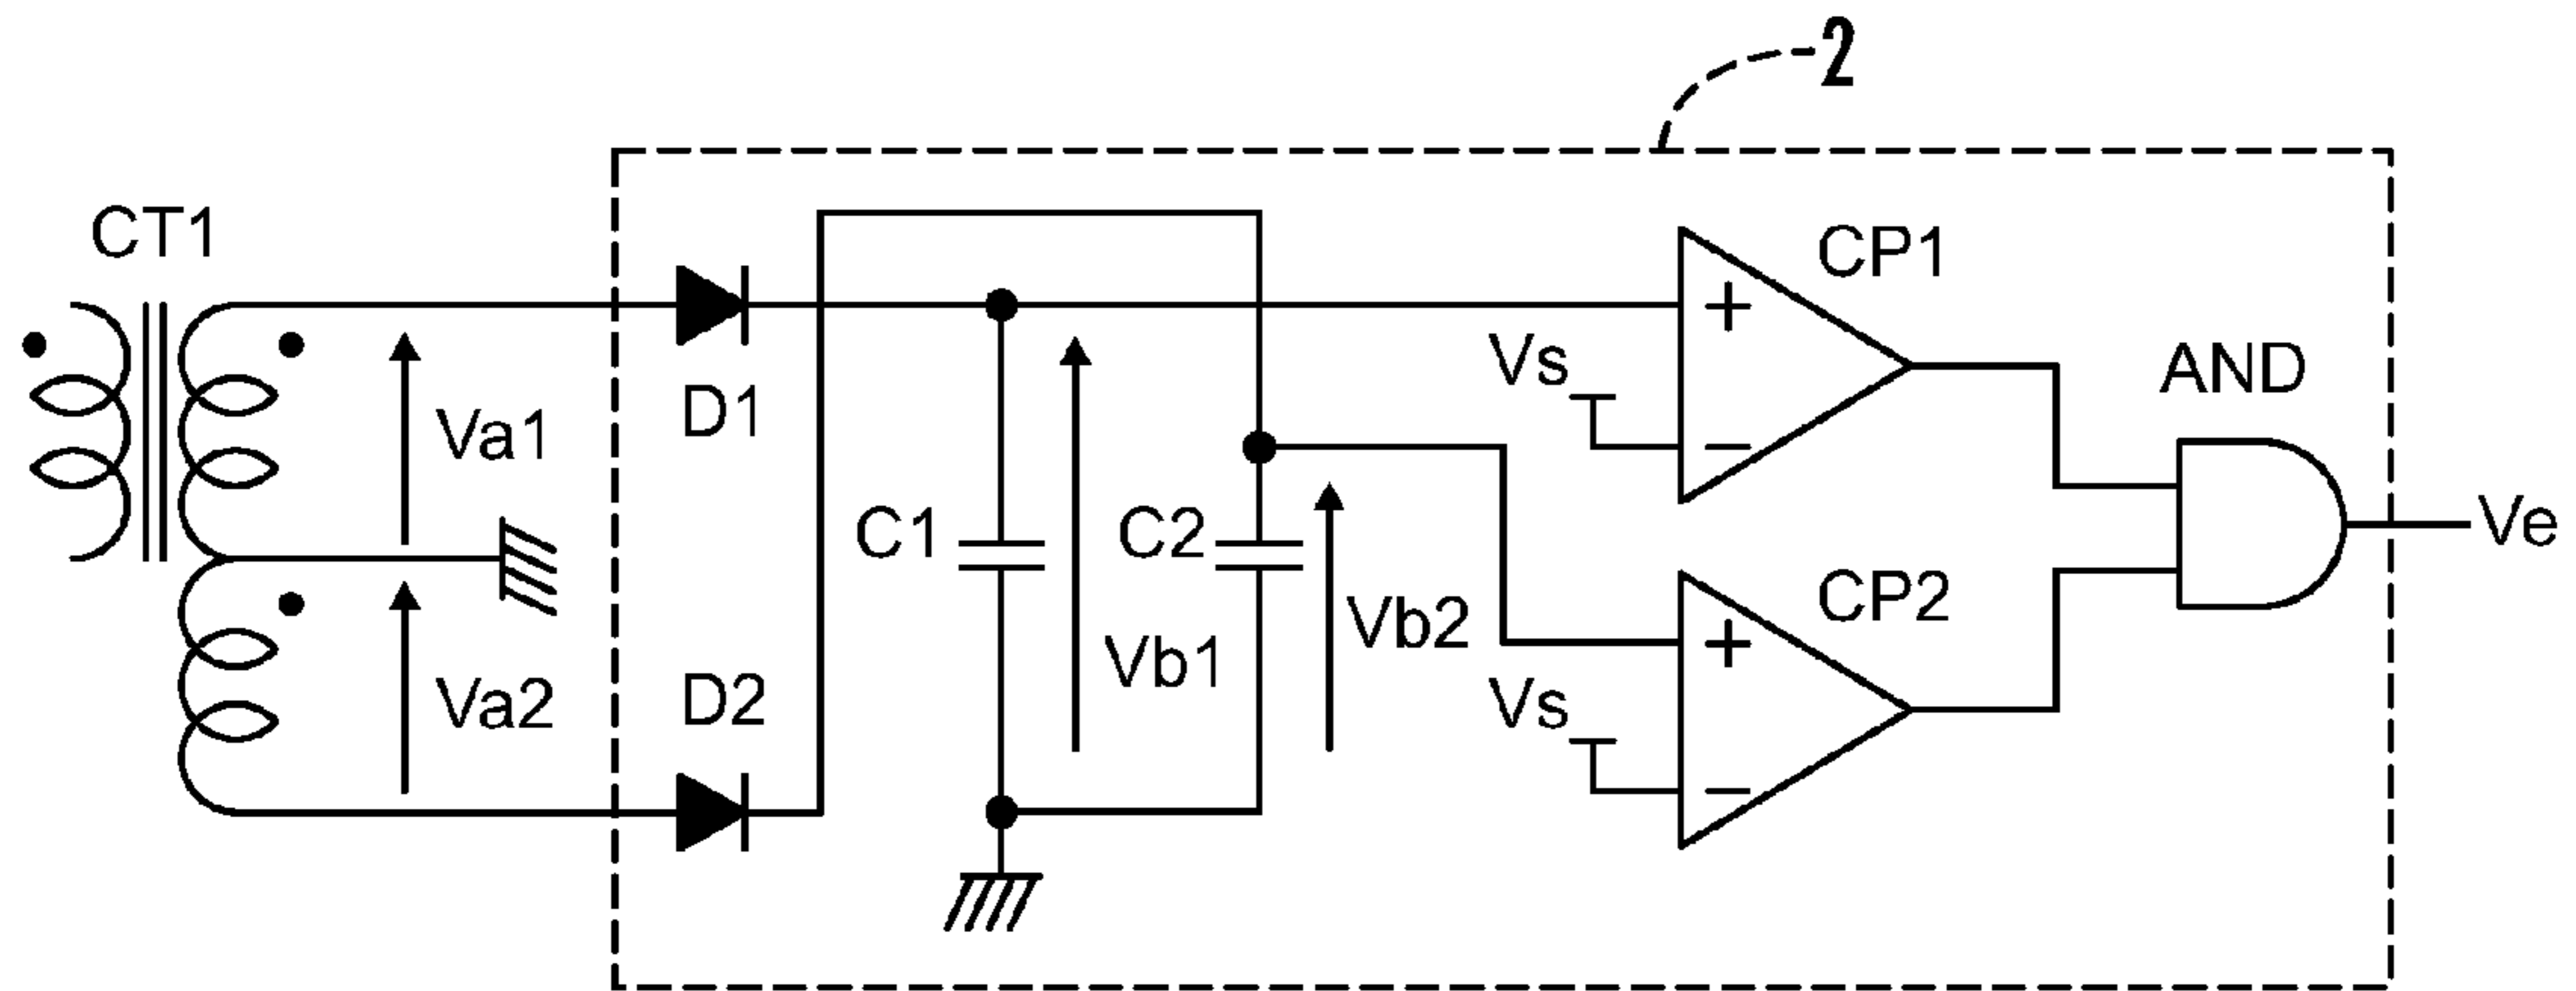 2
CT1
CP1
Vs
AND
D1
Va1
C1
C2
Ve
CP2
Vb2
Vb1
D2
Va2
Vs
+
−
+
−